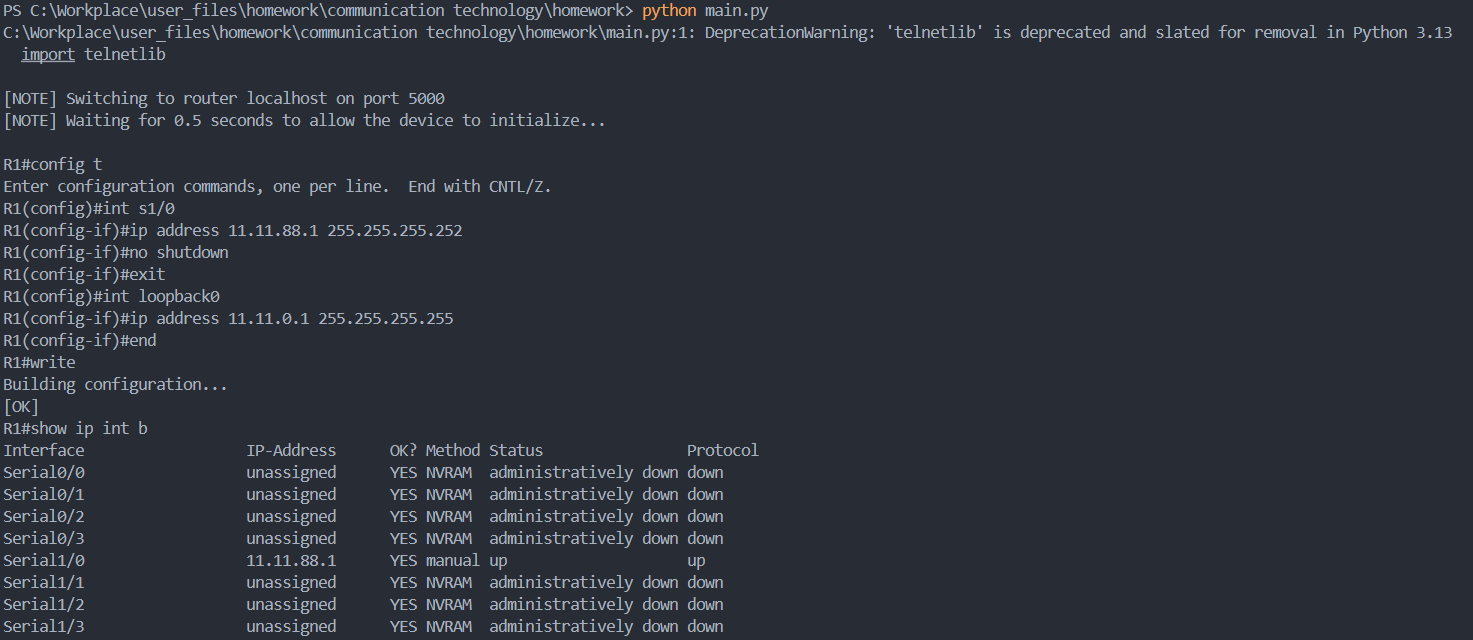 PS C:\Workplace\user_files\homework\communication technology\homework> python main.py
C:\Workplace\user_files\homework\communication technology\homework\main.py:1: DeprecationWarning: 'telnetlib' is deprecated and slated for removal in Python 3.13
  import telnetlib

[NOTE] Switching to router localhost on port 5000
[NOTE] Waiting for 0.5 seconds to allow the device to initialize...

R1#config t
Enter configuration commands, one per line.  End with CNTL/Z.
R1(config)#int s1/0
R1(config-if)#ip address 11.11.88.1 255.255.255.252
R1(config-if)#no shutdown
R1(config-if)#exit
R1(config)#int loopback0
R1(config-if)#ip address 11.11.0.1 255.255.255.255
R1(config-if)#end
R1#write
Building configuration...
[OK]
R1#show ip int b
Interface                  IP-Address      OK? Method Status                Protocol
Serial0/0                  unassigned      YES NVRAM  administratively down down
Serial0/1                  unassigned      YES NVRAM  administratively down down
Serial0/2                  unassigned      YES NVRAM  administratively down down
Serial0/3                  unassigned      YES NVRAM  administratively down down
Serial1/0                  11.11.88.1      YES manual up                    up
Serial1/1                  unassigned      YES NVRAM  administratively down down
Serial1/2                  unassigned      YES NVRAM  administratively down down
Serial1/3                  unassigned      YES NVRAM  administratively down down